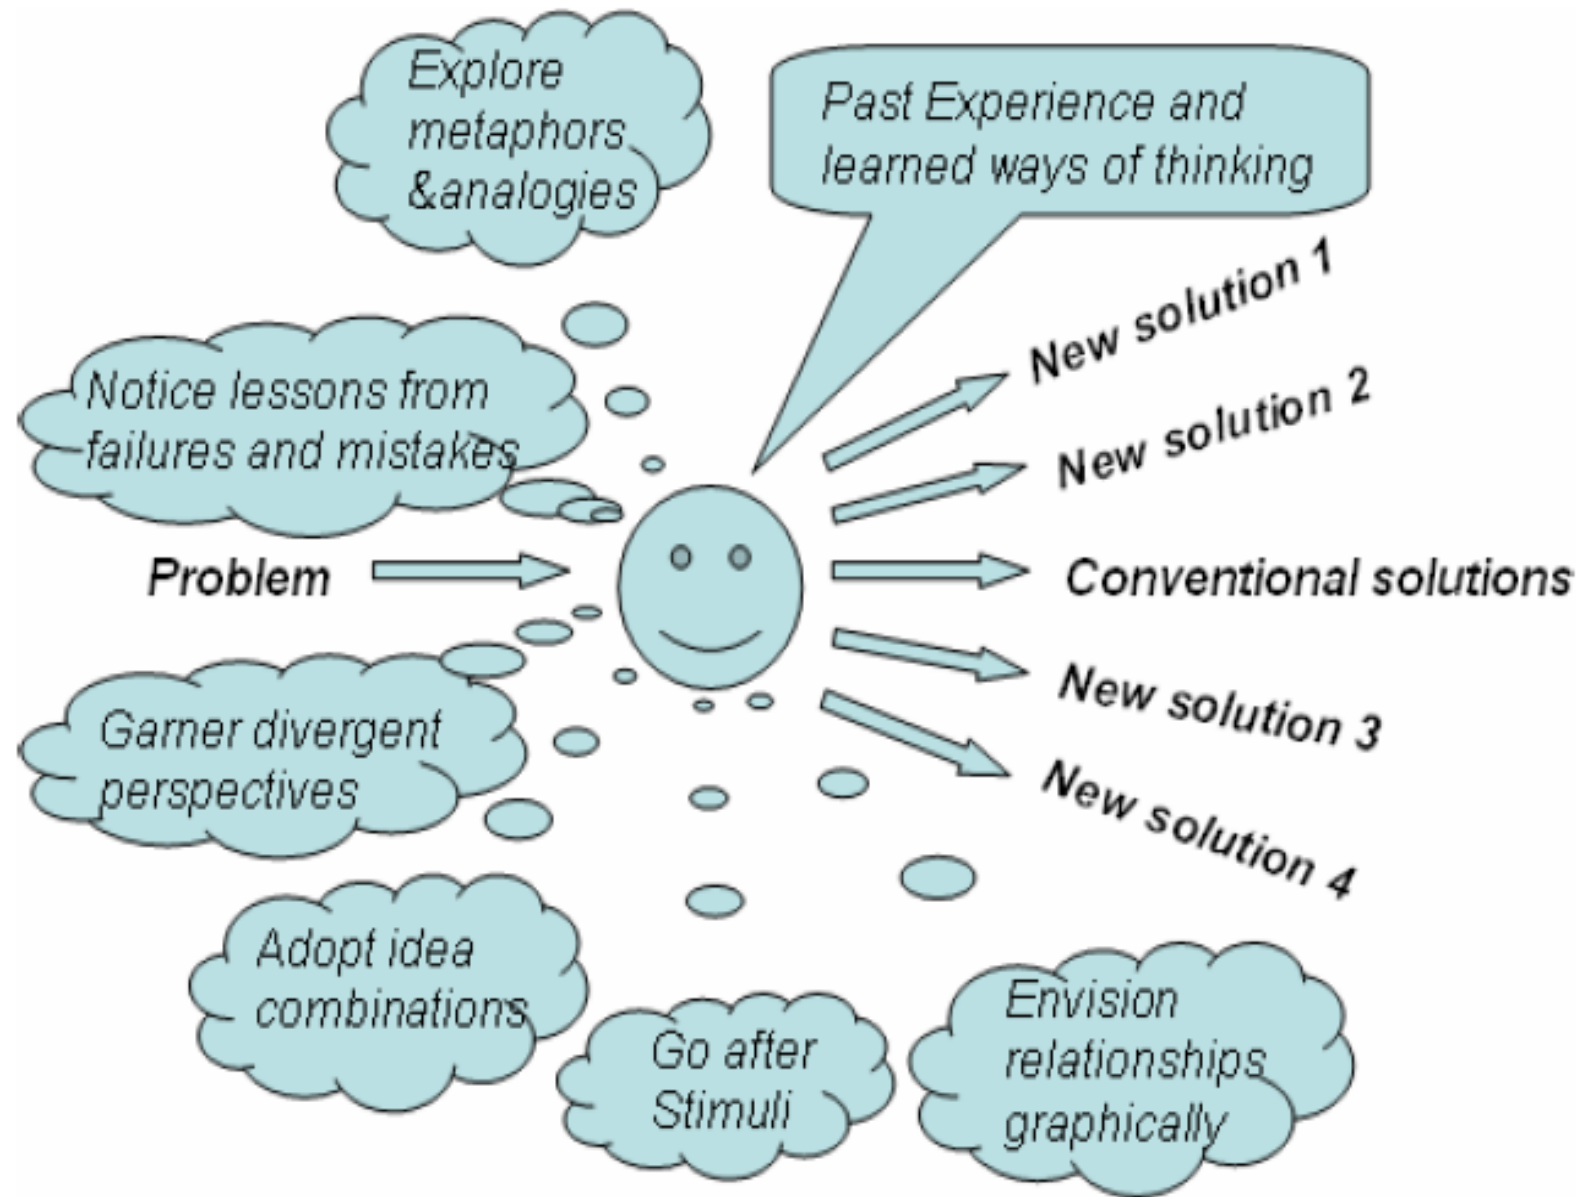 Explore
metaphors
&analogies
Past Experience and
learned ways of thinking
New solution 1
Notice lessons from
failures and mistakes
New solution 2
Problem
Conventional solutions
New solution 3
Garner divergent
perspectives
New solution 4
Adopt idea
combinations
Go after
Stimuli
Envision
relationships
graphically